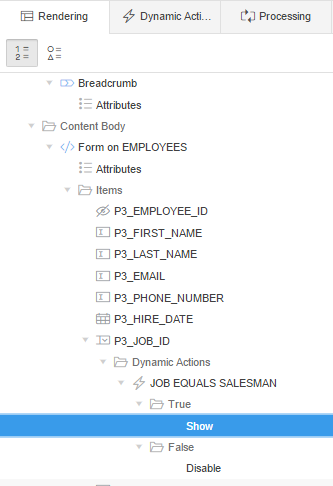 Rendering
Dynamic Acti...
Processing
Breadcrumb
Attributes
Content Body
Form on EMPLOYEES
Attributes
Items
P3_EMPLOYEE_ID
P3_FIRST_NAME
P3_LAST_NAME
P3_EMAIL
P3_PHONE_NUMBER
P3_HIRE_DATE
P3_JOB_ID
Dynamic Actions
JOB EQUALS SALESMAN
True
Show
False
Disable